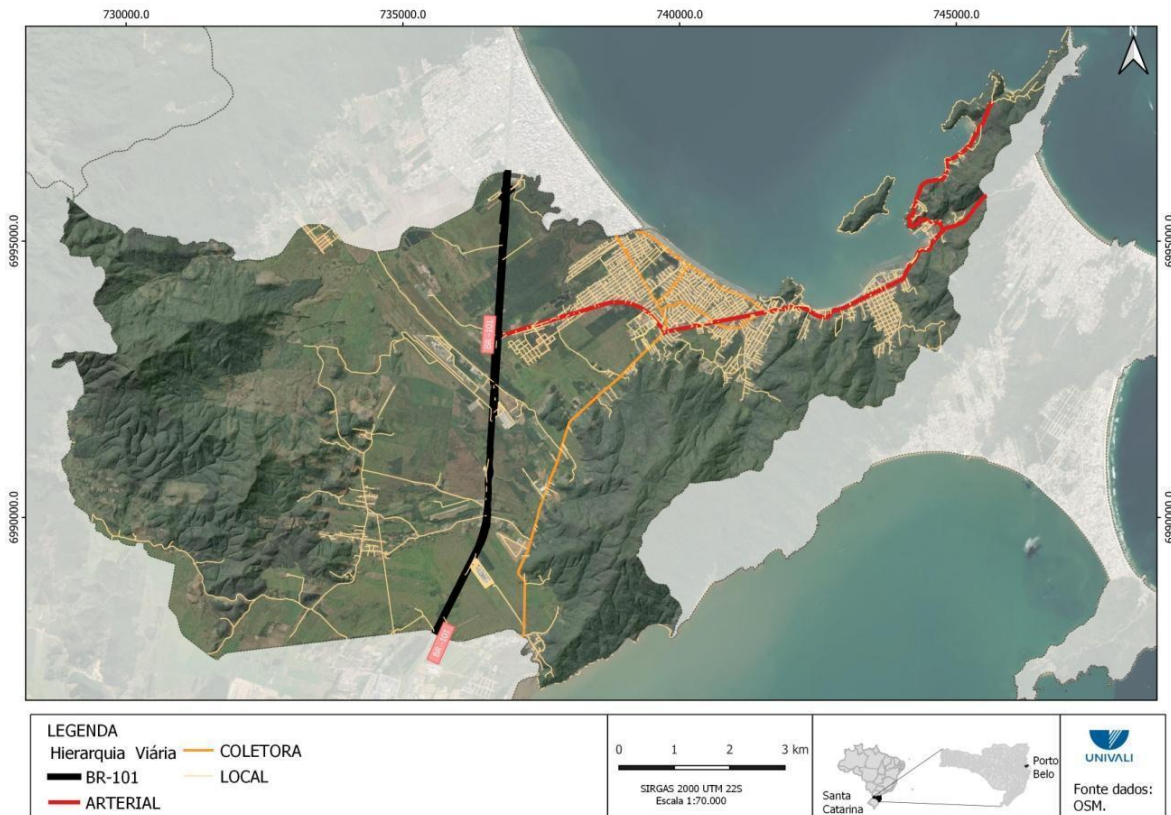 730000.0 735000.0 740000.0 745000.0
N
6995000.0 6995000.0
BR-101
6990000.0 6990000.0
BR-101
LEGENDA
Hierarquia Viária
BR-101
ARTERIAL
COLETORA
LOCAL
0 1 2 3 km
SIRGAS 2000 UTM 22S
Escala 1:70.000
Santa
Catarina
Porto
Belo
UNIVALI
Fonte dados:
OSM.